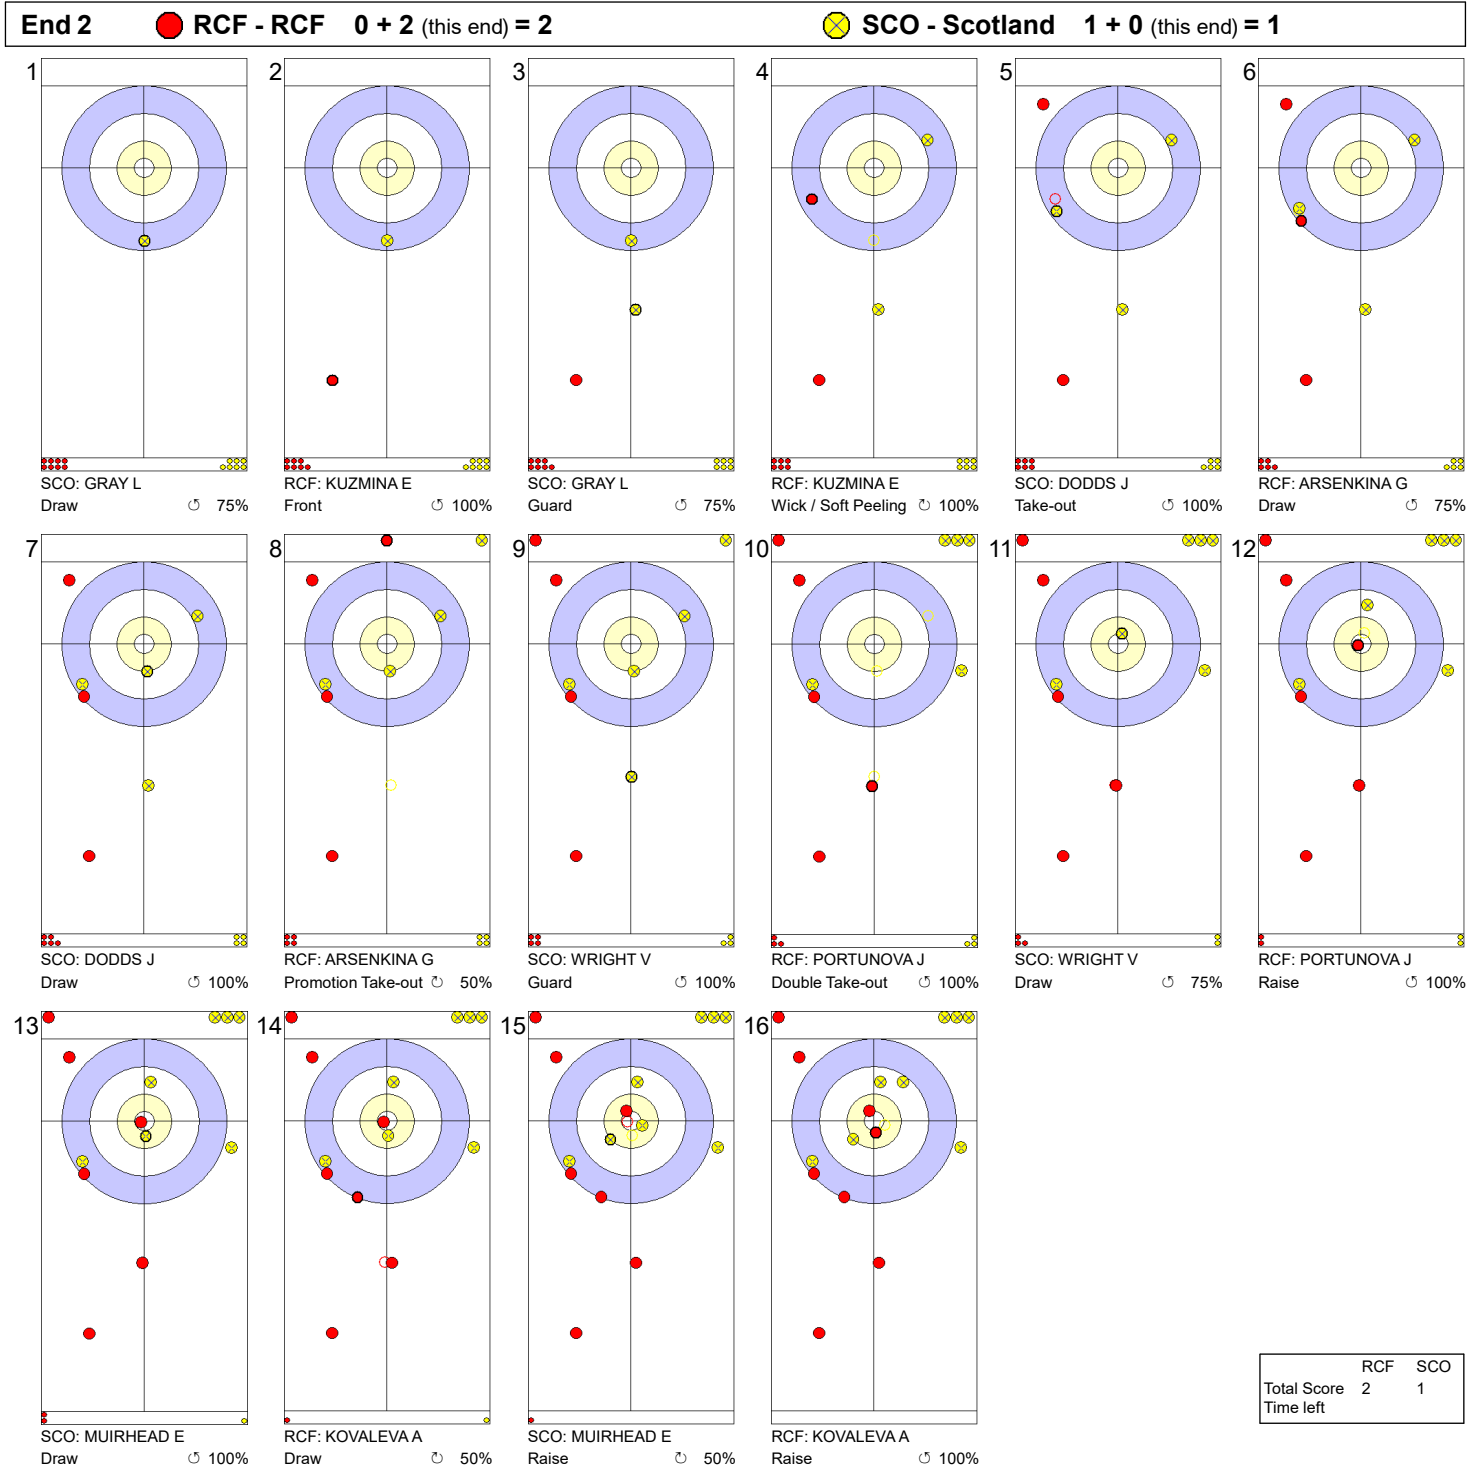 End 2 RCF - RCF 0 + 2 (this end) = 2 SCO - Scotland 1 + 0 (this end) = 1
1 2 3 4 5 6
SCO: GRAY L RCF: KUZMINA E SCO: GRAY L RCF: KUZMINA E SCO: DODDS J RCF: ARSENKINA G
Draw ↺ 75% Front ↺ 100% Guard ↺ 75% Wick / Soft Peeling ↻ 100% Take-out ↺ 100% Draw ↺ 75%
7 8 9 10 11 12
SCO: DODDS J RCF: ARSENKINA G SCO: WRIGHT V RCF: PORTUNOVA J SCO: WRIGHT V RCF: PORTUNOVA J
Draw ↺ 100% Promotion Take-out ↻ 50% Guard ↺ 100% Double Take-out ↺ 100% Draw ↺ 75% Raise ↺ 100%
13 14 15 16
SCO: MUIRHEAD E RCF: KOVALEVA A SCO: MUIRHEAD E RCF: KOVALEVA A
Draw ↺ 100% Draw ↻ 50% Raise ↻ 50% Raise ↺ 100%
RCF SCO
Total Score 2 1
Time left